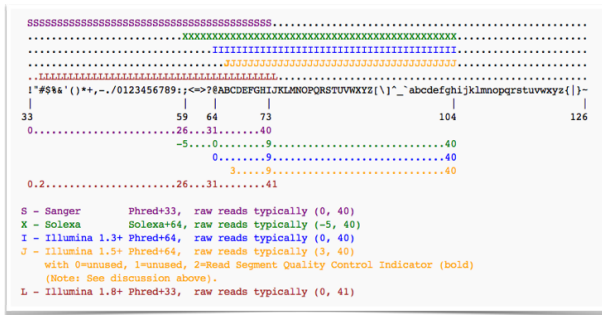 SSSSSSSSSSSSSSSSSSSSSSSSSSSSSSSSSSSSSSSSS.....................................................
..........................XXXXXXXXXXXXXXXXXXXXXXXXXXXXXXXXXXXXXXXXXXXXXX......................
...............................IIIIIIIIIIIIIIIIIIIIIIIIIIIIIIIIIIIIIIIII......................
.................................JJJJJJJJJJJJJJJJJJJJJJJJJJJJJJJJJJJJJJJ......................
..LLLLLLLLLLLLLLLLLLLLLLLLLLLLLLLLLLLLLLLL....................................................
!"#$%&'()*+,-./0123456789:;<=>?@ABCDEFGHIJKLMNOPQRSTUVWXYZ[\]^_`abcdefghijklmnopqrstuvwxyz{|}~
| | | | | |
33 59 64 73 104 126
0........................26...31.......40
-5....0........9.............................40
0........9.............................40
3.....9.............................40
0.2......................26...31........41
S - Sanger Phred+33, raw reads typically (0, 40)
X - Solexa Solexa+64, raw reads typically (-5, 40)
I - Illumina 1.3+ Phred+64, raw reads typically (0, 40)
J - Illumina 1.5+ Phred+64, raw reads typically (3, 40)
with 0=unused, 1=unused, 2=Read Segment Quality Control Indicator (bold)
(Note: See discussion above).
L - Illumina 1.8+ Phred+33, raw reads typically (0, 41)